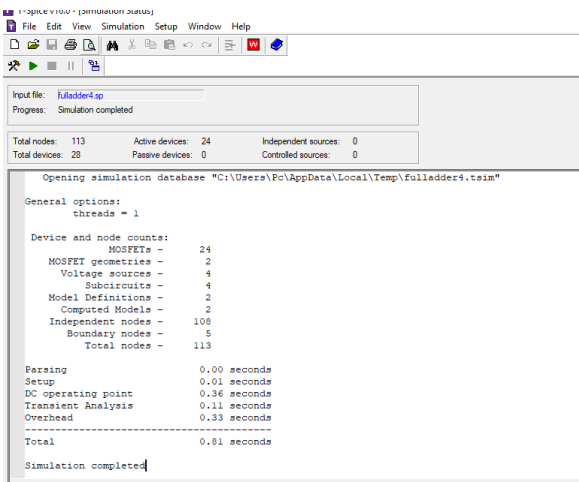 T-Spice v16.0 - [Simulation Status]
File Edit View Simulation Setup Window Help
Input file: fulladder4.sp
Progress: Simulation completed
Total nodes: 113 Active devices: 24 Independent sources: 0
Total devices: 28 Passive devices: 0 Controlled sources: 0
Opening simulation database "C:\Users\Pc\AppData\Local\Temp\fulladder4.tsim"
General options:
threads = 1
Device and node counts:
MOSFETs - 24
MOSFET geometries - 2
Voltage sources - 4
Subcircuits - 4
Model Definitions - 2
Computed Models - 2
Independent nodes - 108
Boundary nodes - 5
Total nodes - 113
Parsing 0.00 seconds
Setup 0.01 seconds
DC operating point 0.36 seconds
Transient Analysis 0.11 seconds
Overhead 0.33 seconds
-----------------------------------------
Total 0.81 seconds
Simulation completed